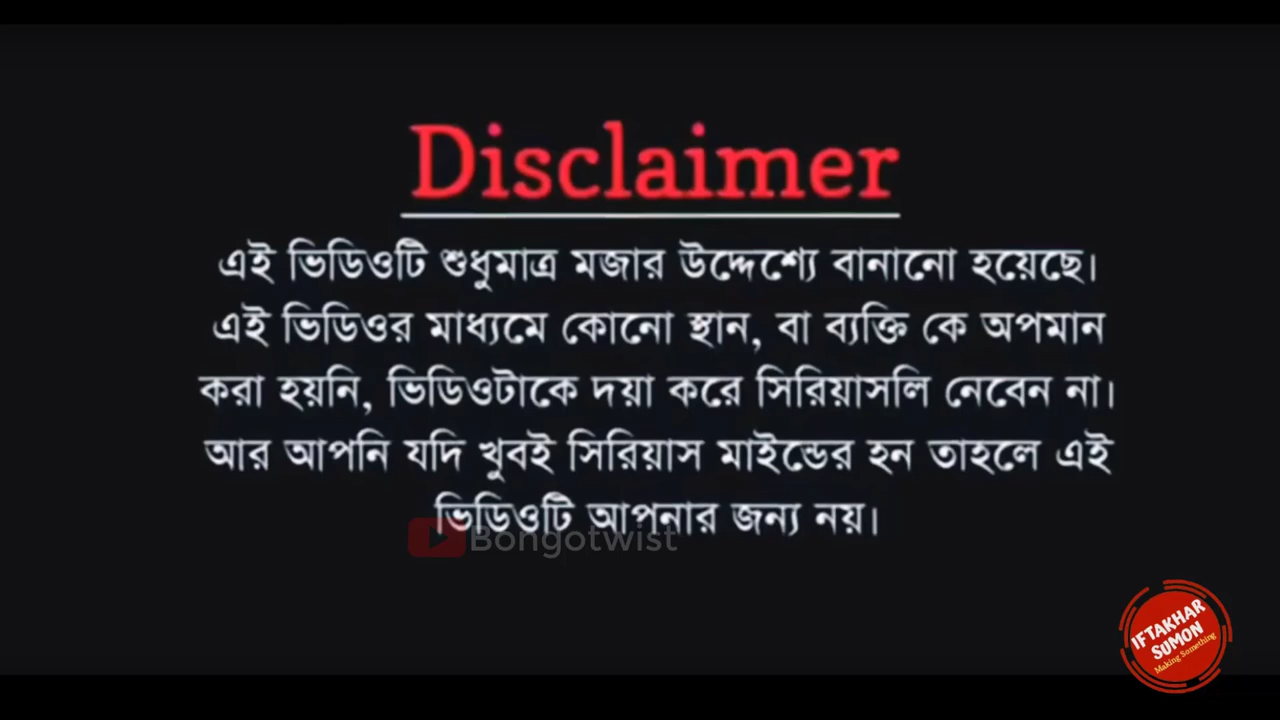 Disclaimer
এই ভিডিওটি শুধুমাত্র মজার উদ্দেশ্যে বানানো হয়েছে।
এই ভিডিওর মাধ্যমে কোনো স্থান, বা ব্যক্তি কে অপমান
করা হয়নি, ভিডিওটাকে দয়া করে সিরিয়াসলি নেবেন না।
আর আপনি যদি খুবই সিরিয়াস মাইন্ডের হন তাহলে এই
ভিডিওটি আপনার জন্য নয়।
Bongotwist
IFTAKHAR
SUMON
Making Something